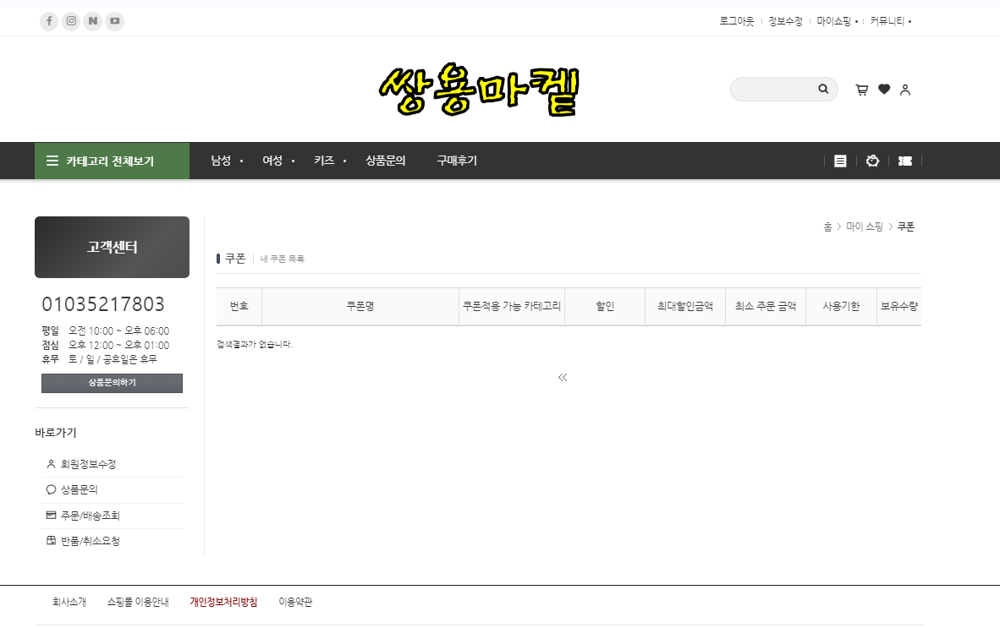 로그아웃 정보수정 마이쇼핑 • 커뮤니티 •
쌍용마켙
카테고리 전체보기 남성 • 여성 • 키즈 • 상품문의 구매후기
고객센터
01035217803
평일 오전 10:00 ~ 오후 06:00
점심 오후 12:00 ~ 오후 01:00
휴무 토 / 일 / 공휴일은 휴무
상품문의하기
바로가기
회원정보수정
상품문의
주문/배송조회
반품/취소요청
홈 > 마이 쇼핑 > 쿠폰
쿠폰 내 쿠폰 목록
번호 쿠폰명 쿠폰적용 가능 카테고리 할인 최대할인금액 최소 주문 금액 사용기한 보유수량
검색결과가 없습니다.
회사소개 쇼핑몰 이용안내 개인정보처리방침 이용약관